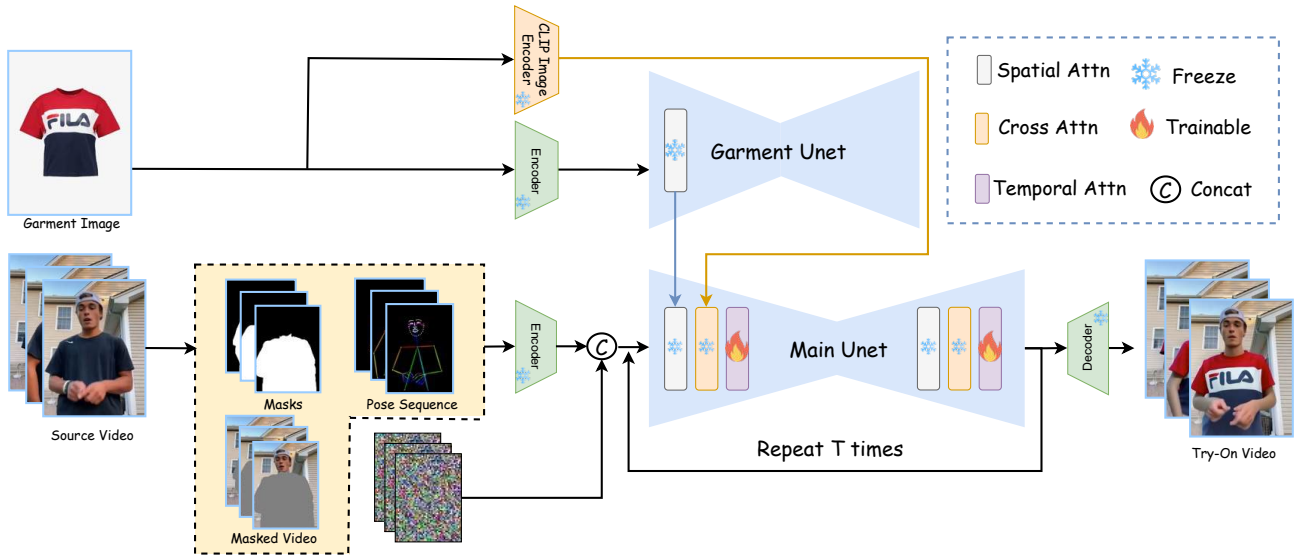 CLIP Image
Encoder
Spatial Attn
Freeze
FILA
Cross Attn
Trainable
Encoder
Garment Unet
Temporal Attn
C
Concat
Garment Image
Encoder
C
Main Unet
Decoder
FILA
Masks
Pose Sequence
Source Video
Repeat T times
Try-On Video
Masked Video